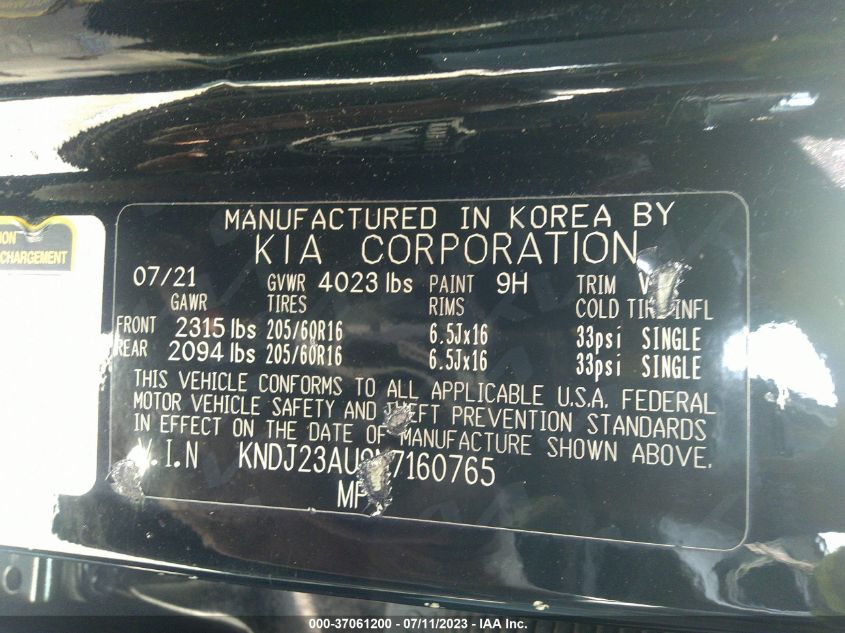 ION
CHARGEMENT
MANUFACTURED IN KOREA BY
KIA CORPORATION
07/21 GVWR 4023 lbs PAINT 9H TRIM
GAWR TIRES RIMS COLD INFL
FRONT 2315 lbs 205/60R16 6.5Jx16 33psi SINGLE
REAR 2094 lbs 205/60R16 6.5Jx16 33psi SINGLE
THIS VEHICLE CONFORMS TO ALL APPLICABLE U.S.A. FEDERAL
MOTOR VEHICLE SAFETY AND THEFT PREVENTION STANDARDS
IN EFFECT ON THE DATE OF MANUFACTURE SHOWN ABOVE.
V.I.N
000-37061200 - 07/11/2023 - IAA Inc.